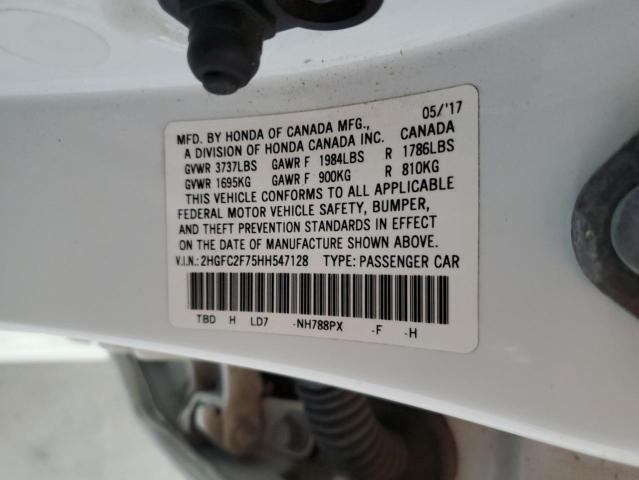 05/'17
MFD. BY HONDA OF CANADA MFG., CANADA
A DIVISION OF HONDA CANADA INC.
GVWR 3737LBS GAWR F 1984LBS R 1786LBS
GVWR 1695KG GAWR F 900KG R 810KG
THIS VEHICLE CONFORMS TO ALL APPLICABLE
FEDERAL MOTOR VEHICLE SAFETY, BUMPER,
AND THEFT PREVENTION STANDARDS IN EFFECT
ON THE DATE OF MANUFACTURE SHOWN ABOVE.
V.I.N.: 2HGFC2F75HH547128 TYPE: PASSENGER CAR
TBD H LD7 -NH788PX -F -H